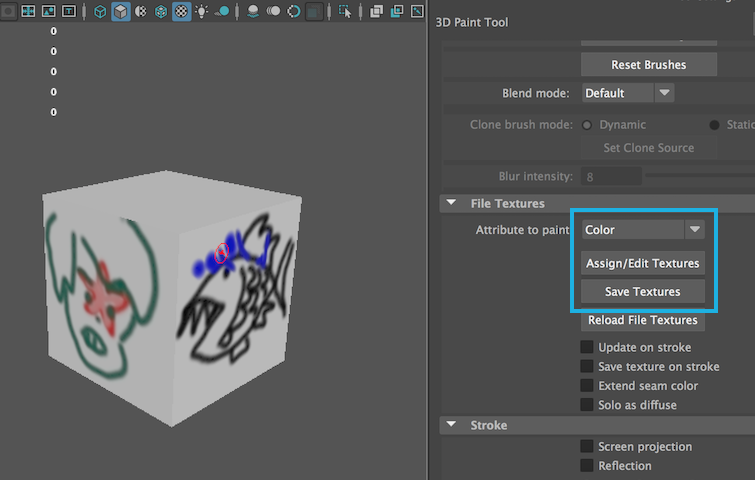 3D Paint Tool
0
0
0
0
0
Reset Brushes
Blend mode: Default
Clone brush mode: Dynamic Static
Set Clone Source
Blur intensity: 8
File Textures
Attribute to paint Color
Assign/Edit Textures
Save Textures
Reload File Textures
Update on stroke
Save texture on stroke
Extend seam color
Solo as diffuse
Stroke
Screen projection
Reflection